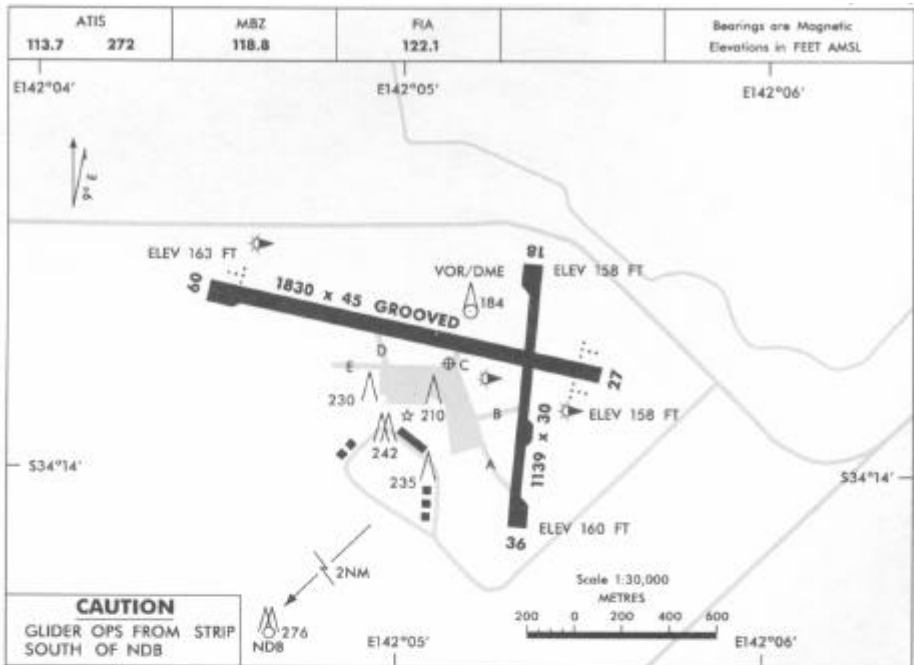 ATIS
113.7 272
MBZ
118.8
FIA
122.1
Bearings are Magnetic
Elevations in FEET AMSL
E142°04'
E142°05'
E142°06'
9° E
ELEV 163 FT
VOR/DME
184
18
ELEV 158 FT
09
1830 x 45 GROOVED
D
E
C
27
230
210
B
ELEV 158 FT
242
1139 x 30
S34°14'
235
A
S34°14'
36
ELEV 160 FT
2NM
Scale 1:30,000
METRES
200 0 200 400 600
CAUTION
GLIDER OPS FROM STRIP
SOUTH OF NDB
276
NDB
E142°05'
E142°06'